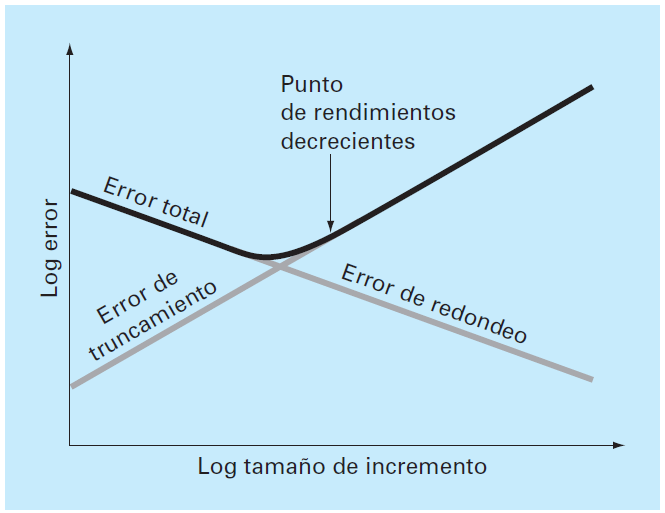 Punto
de rendimientos
decrecientes
Error total
Log error
Error de
truncamiento
Error de redondeo
Log tamaño de incremento